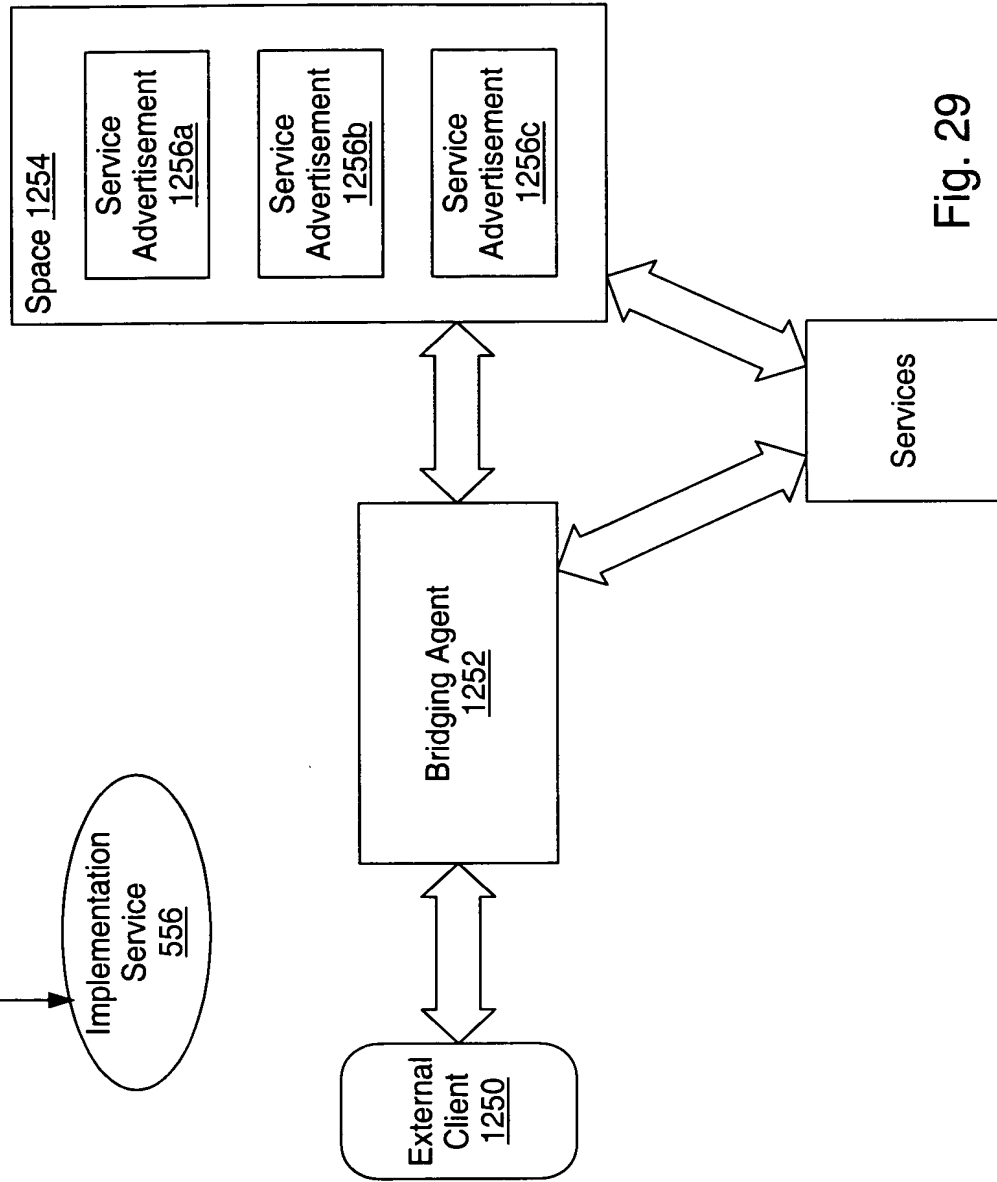 Implementation
Service
556
External
Client
1250
Bridging Agent
1252
Space 1254
Service
Advertisement
1256a
Service
Advertisement
1256b
Service
Advertisement
1256c
Services
Fig. 29